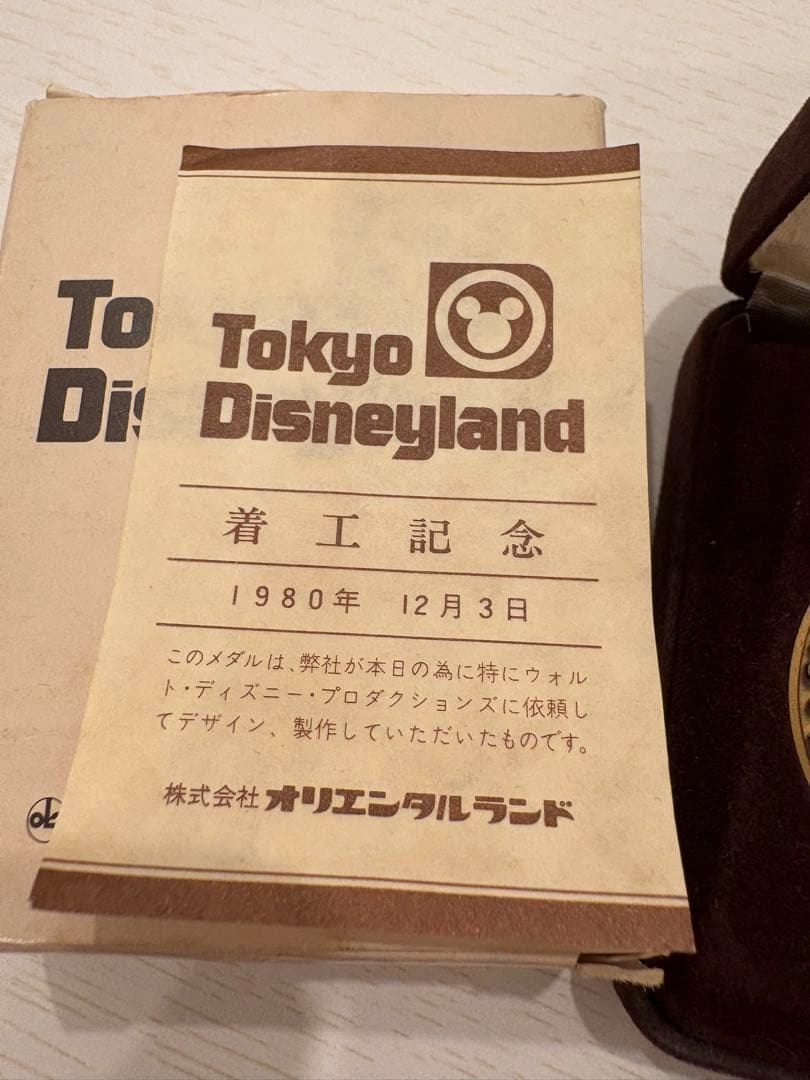 To
Dis
Tokyo
Disneyland
着工記念
1980年 12月3日
このメダルは、弊社が本日の為に特にウォル
ト・ディズニー・プロダクションズに依頼し
てデザイン、製作していただいたものです。
株式会社オリエンタルランド